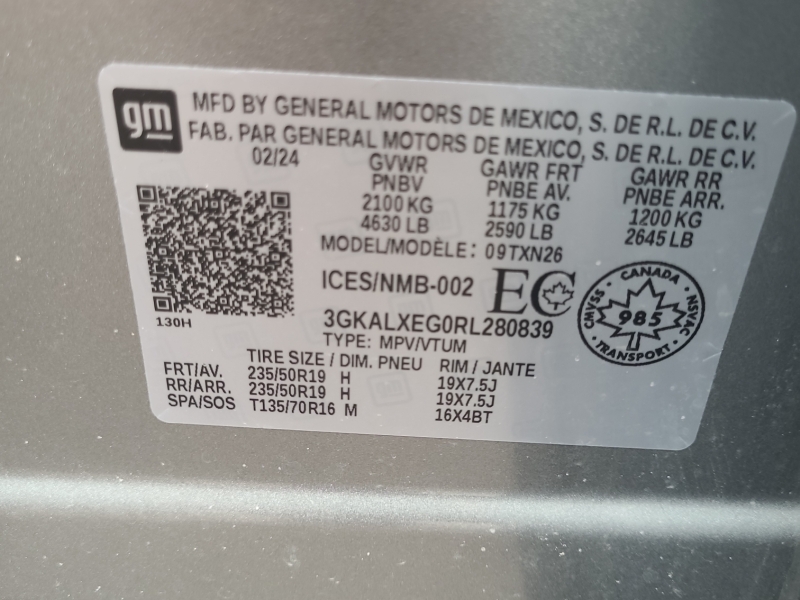 gm
MFD BY GENERAL MOTORS DE MEXICO, S. DE R.L. DE C.V.
FAB. PAR GENERAL MOTORS DE MEXICO, S. DE R.L. DE C.V.
02/24 GVWR GAWR FRT GAWR RR
PNBV PNBE AV. PNBE ARR.
2100 KG 1175 KG 1200 KG
4630 LB 2590 LB 2645 LB
MODEL/MODÈLE: 09TXN26
130H
ICES/NMB-002 EC
3GKALXEG0RL280839
TYPE: MPV/VTUM
CANADA
CMVSS 985 NSVAC
TRANSPORT
TIRE SIZE / DIM. PNEU RIM / JANTE
FRT/AV. 235/50R19 H 19X7.5J
RR/ARR. 235/50R19 H 19X7.5J
SPA/SOS T135/70R16 M 16X4BT